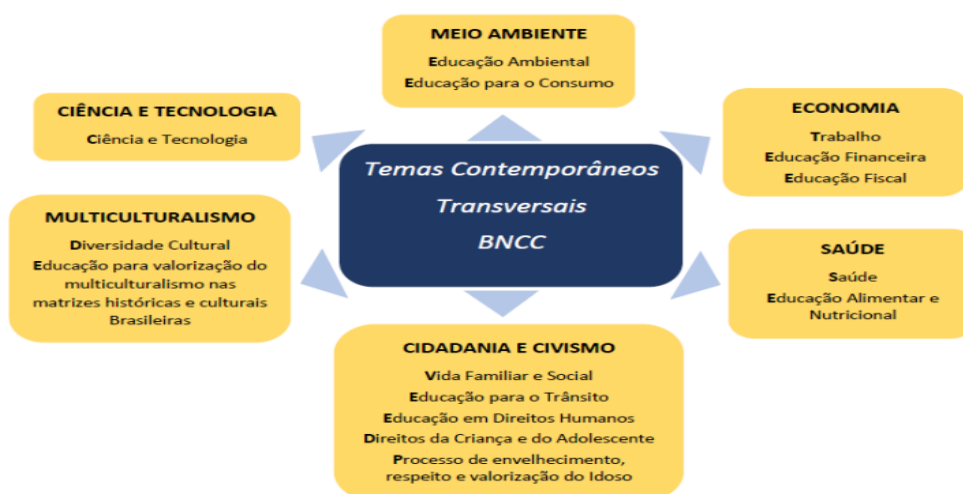 MEIO AMBIENTE
Educação Ambiental
Educação para o Consumo
CIÊNCIA E TECNOLOGIA
Ciência e Tecnologia
ECONOMIA
Trabalho
Educação Financeira
Educação Fiscal
Temas Contemporâneos
Transversais
BNCC
MULTICULTURALISMO
Diversidade Cultural
Educação para valorização do
multiculturalismo nas
matrizes históricas e culturais
Brasileiras
SAÚDE
Saúde
Educação Alimentar e
Nutricional
CIDADANIA E CIVISMO
Vida Familiar e Social
Educação para o Trânsito
Educação em Direitos Humanos
Direitos da Criança e do Adolescente
Processo de envelhecimento,
respeito e valorização do Idoso